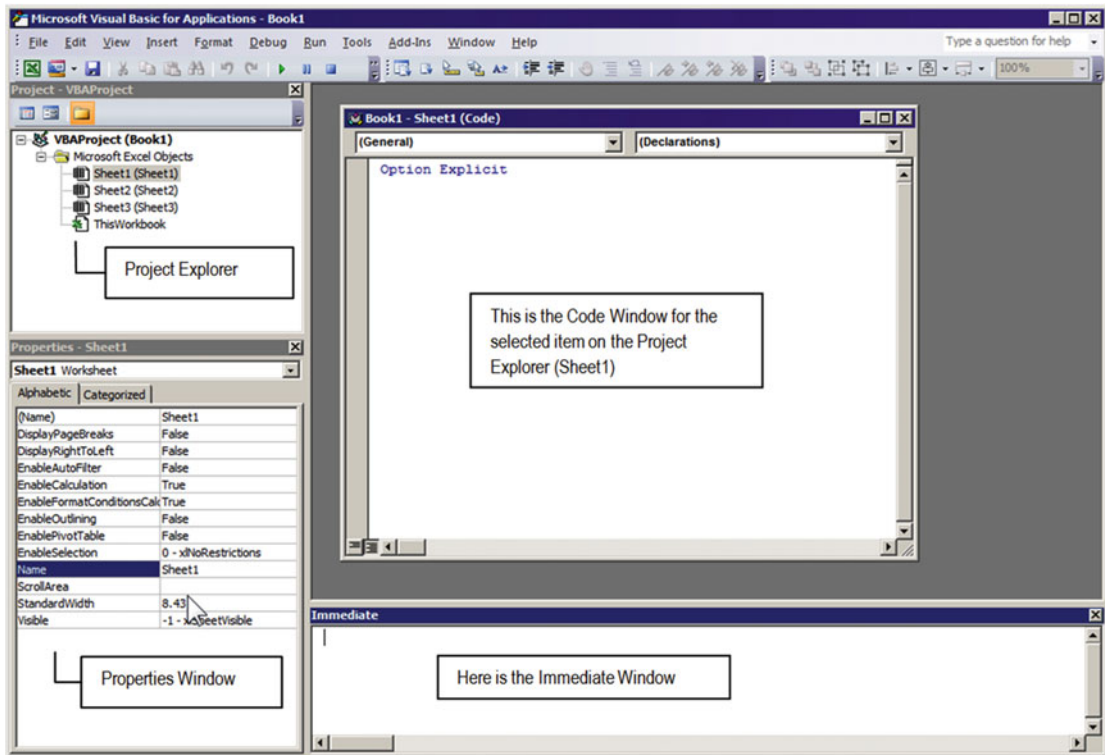 Microsoft Visual Basic for Applications - Book1
File Edit View Insert Format Debug Run Tools Add-Ins Window Help
Type a question for help
100%
Project - VBAProject
VBAProject (Book1)
Microsoft Excel Objects
Sheet1 (Sheet1)
Sheet2 (Sheet2)
Sheet3 (Sheet3)
ThisWorkbook
Project Explorer
Book1 - Sheet1 (Code)
(General)
(Declarations)
Option Explicit
This is the Code Window for the
selected item on the Project
Explorer (Sheet1)
Properties - Sheet1
Sheet1 Worksheet
Alphabetic Categorized
(Name) Sheet1
DisplayPageBreaks False
DisplayRightToLeft False
EnableAutoFilter False
EnableCalculation True
EnableFormatConditionsCalc True
EnableOutlining False
EnablePivotTable False
EnableSelection 0 - xlNoRestrictions
Name Sheet1
ScrollArea
StandardWidth 8.43
Visible -1 -
Properties Window
Immediate
Here is the Immediate Window